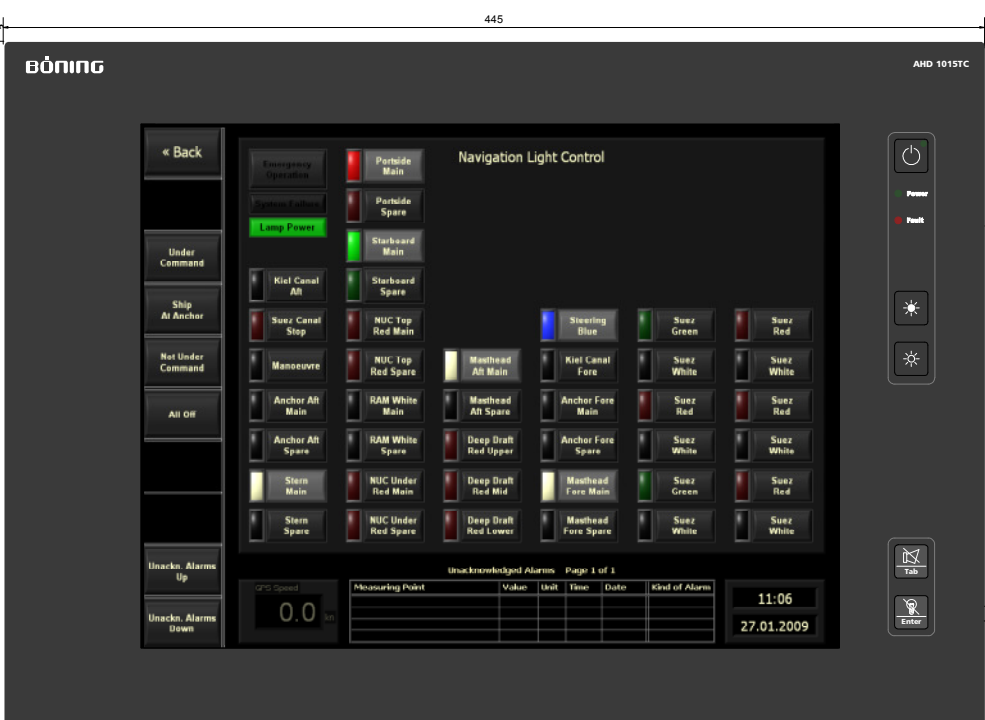 445
BÖNING
AHD 1015TC
« Back
Navigation Light Control
Emergency
Operation
Portside
Main
System Failure
Portside
Spare
Lamp Power
Under
Command
Starboard
Main
Kiel Canal
Aft
Starboard
Spare
Ship
At Anchor
Suez Canal
Stop
NUC Top
Red Main
Steering
Blue
Suez
Green
Suez
Red
Not Under
Command
Manoeuvre
NUC Top
Red Spare
Masthead
Aft Main
Kiel Canal
Fore
Suez
White
Suez
White
All Off
Anchor Aft
Main
RAM White
Main
Masthead
Aft Spare
Anchor Fore
Main
Suez
Red
Suez
Red
Anchor Aft
Spare
RAM White
Spare
Deep Draft
Red Upper
Anchor Fore
Spare
Suez
White
Suez
White
Stern
Main
NUC Under
Red Main
Deep Draft
Red Mid
Masthead
Fore Main
Suez
Green
Suez
Red
Stern
Spare
NUC Under
Red Spare
Deep Draft
Red Lower
Masthead
Fore Spare
Suez
White
Suez
White
Unackn. Alarms
Up
Unackn. Alarms
Down
Unacknowledged Alarms Page 1 of 1
GPS Speed
0.0 kn
Measuring Point Value Unit Time Date Kind of Alarm
11:06
27.01.2009
Power
Fault
Tab
Enter